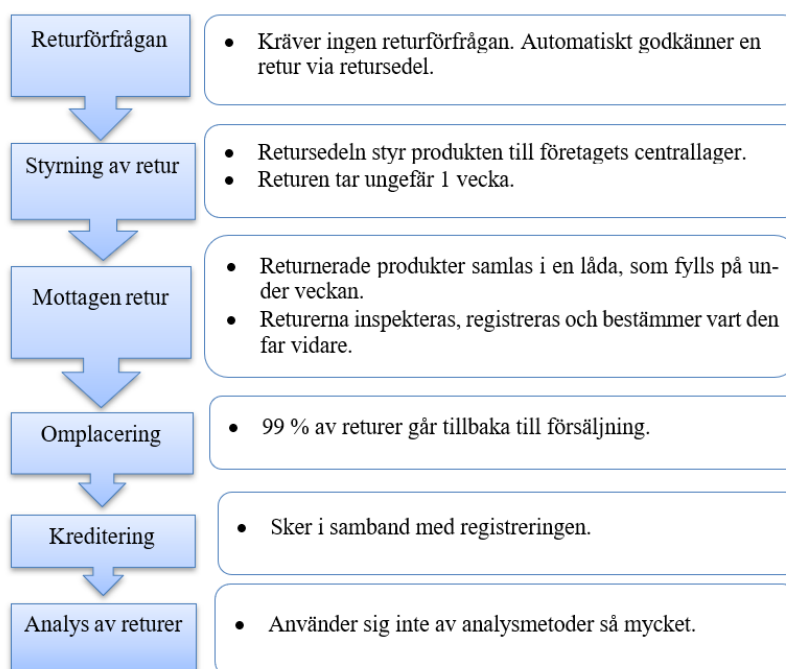 Returförfrågan
• Kräver ingen returförfrågan. Automatiskt godkänner en
retur via retursedel.
Styrning av retur
• Retursedeln styr produkten till företagets centrallager.
• Returen tar ungefär 1 vecka.
Mottagen retur
• Returnerade produkter samlas i en låda, som fylls på un-
der veckan.
• Returerna inspekteras, registreras och bestämmer vart den
far vidare.
Omplacering
• 99 % av returer går tillbaka till försäljning.
Kreditering
• Sker i samband med registreringen.
Analys av returer
• Använder sig inte av analysmetoder så mycket.